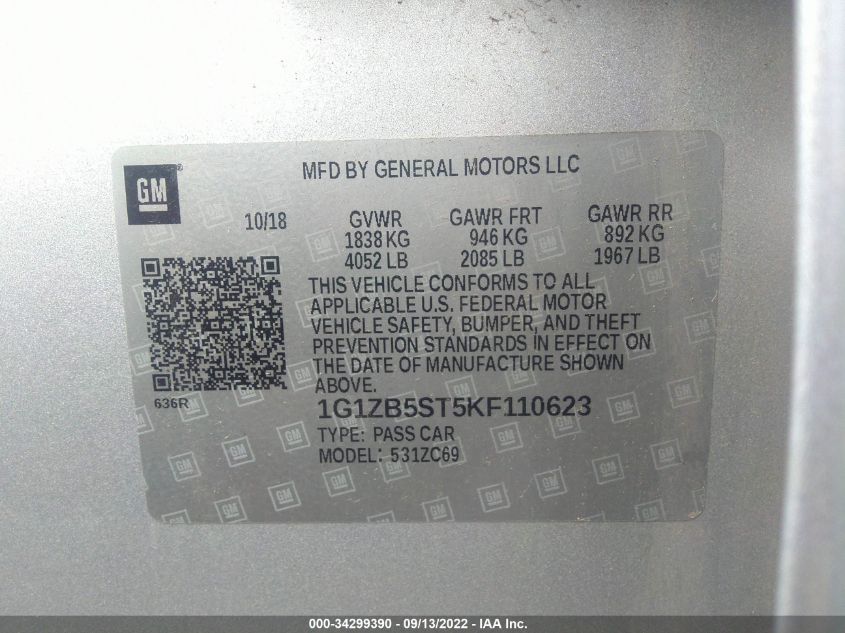 GM®
MFD BY GENERAL MOTORS LLC
10/18 GVWR GAWR FRT GAWR RR
1838 KG 946 KG 892 KG
4052 LB 2085 LB 1967 LB
THIS VEHICLE CONFORMS TO ALL
APPLICABLE U.S. FEDERAL MOTOR
VEHICLE SAFETY, BUMPER, AND THEFT
PREVENTION STANDARDS IN EFFECT ON
THE DATE OF MANUFACTURE SHOWN
ABOVE.
636R
1G1ZB5ST5KF110623
TYPE: PASS CAR
MODEL: 531ZC69
000-34299390 - 09/13/2022 - IAA Inc.